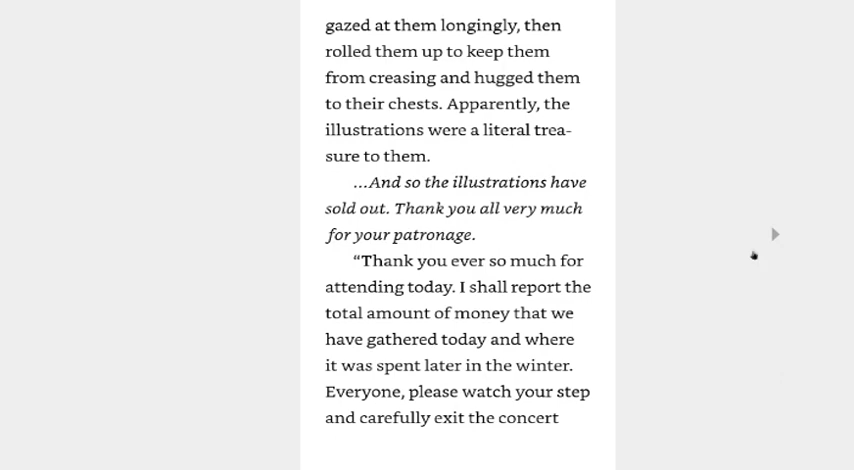 gazed at them longingly, then
rolled them up to keep them
from creasing and hugged them
to their chests. Apparently, the
illustrations were a literal trea-
sure to them.
...And so the illustrations have
sold out. Thank you all very much
for your patronage.
“Thank you ever so much for
attending today. I shall report the
total amount of money that we
have gathered today and where
it was spent later in the winter.
Everyone, please watch your step
and carefully exit the concert